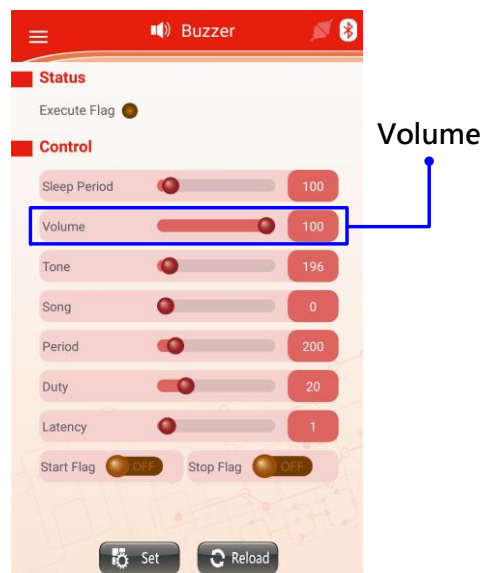 Buzzer
Status
Execute Flag
Volume
Control
Sleep Period 100
Volume 100
Tone 196
Song 0
Period 200
Duty 20
Latency 1
Start Flag OFF Stop Flag OFF
Set Reload